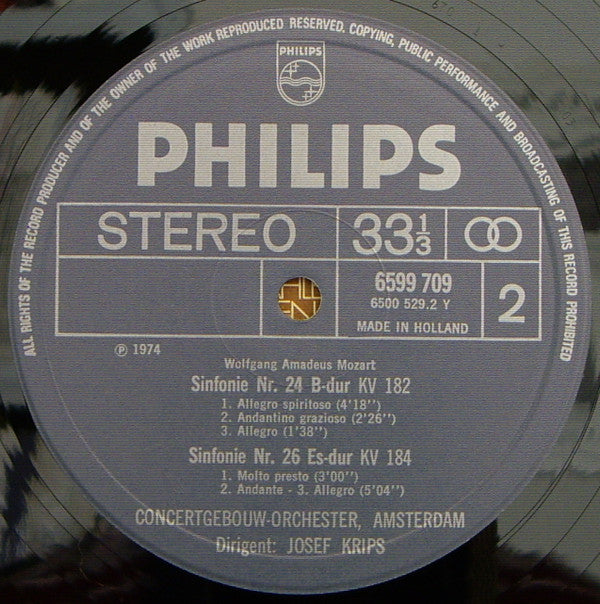 ALL RIGHTS OF THE RECORD PRODUCER AND OF THE OWNER OF THE WORK REPRODUCED RESERVED. COPYING, PUBLIC PERFORMANCE AND BROADCASTING OF THIS RECORD PROHIBITED
PHILIPS
PHILIPS
STEREO 33⅓
6599 709
6500 529.2 Y
MADE IN HOLLAND
2
Ⓟ 1974
Wolfgang Amadeus Mozart
Sinfonie Nr. 24 B-dur KV 182
1. Allegro spiritoso (4'18'')
2. Andantino grazioso (2'26'')
3. Allegro (1'38'')
Sinfonie Nr. 26 Es-dur KV 184
1. Molto presto (3'00'')
2. Andante - 3. Allegro (5'04'')
CONCERTGEBOUW-ORCHESTER, AMSTERDAM
Dirigent: JOSEF KRIPS